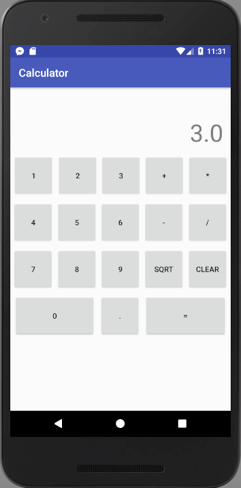 11:31
Calculator
3.0
1 2 3 + *
4 5 6 - /
7 8 9 SQRT CLEAR
0 . =